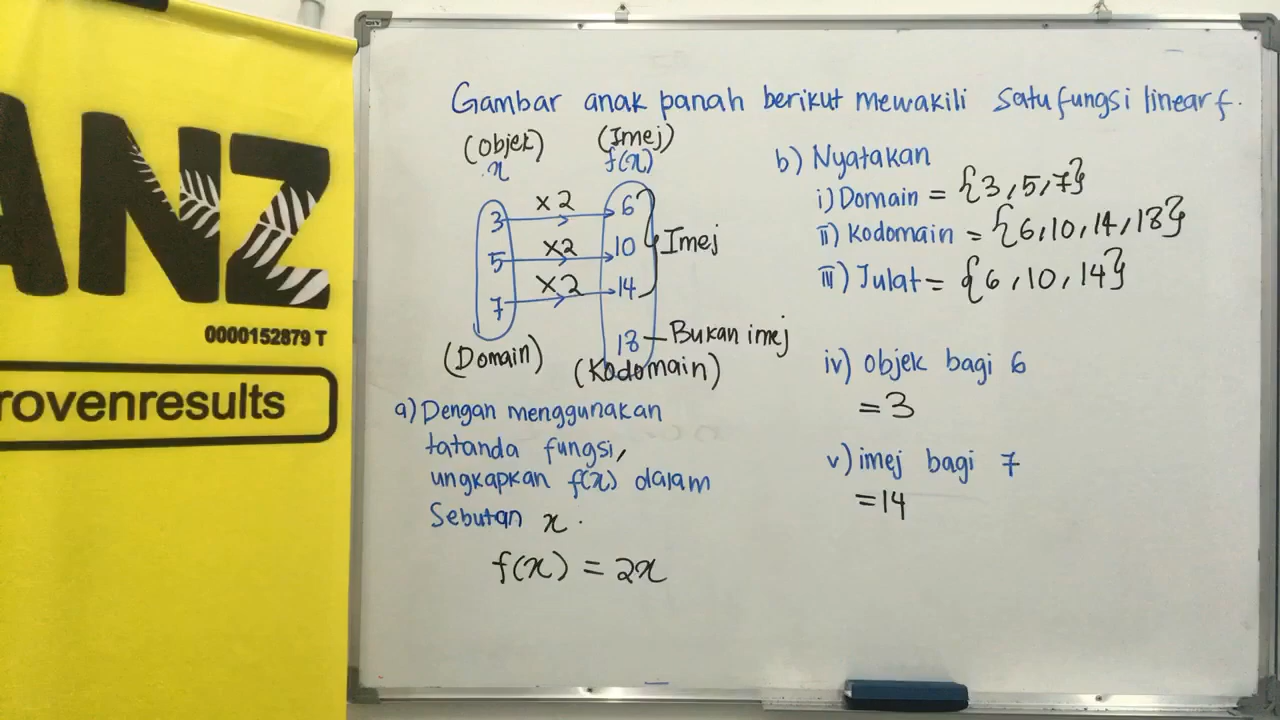 ANZ
0000152879 T
rovenresults
Gambar anak panah berikut mewakili satu fungsi linear f.
(Objek) (Imej)
x f(x)
3 ×2 6
5 ×2 10 Imej
7 ×2 14
18 Bukan imej
(Domain) (Kodomain)
a) Dengan menggunakan
tatanda fungsi,
ungkapkan f(x) dalam
Sebutan x.
f(x) = 2x
b) Nyatakan
i) Domain = {3, 5, 7}
ii) Kodomain = {6, 10, 14, 18}
iii) Julat = {6, 10, 14}
iv) Objek bagi 6
= 3
v) imej bagi 7
= 14